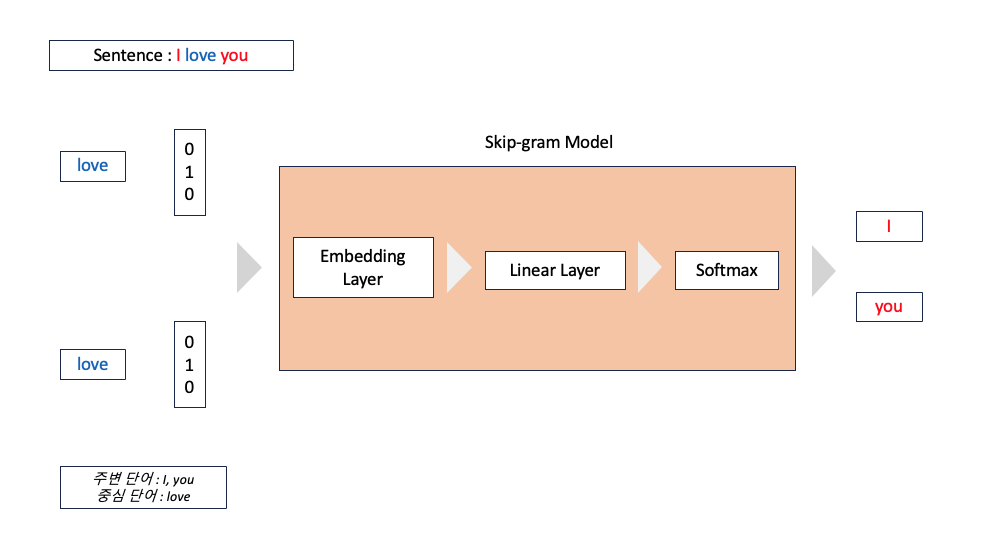 Sentence : I love you
Skip-gram Model
love
0
1
0
Embedding
Layer
Linear Layer
Softmax
I
you
love
0
1
0
주변 단어 : I, you
중심 단어 : love